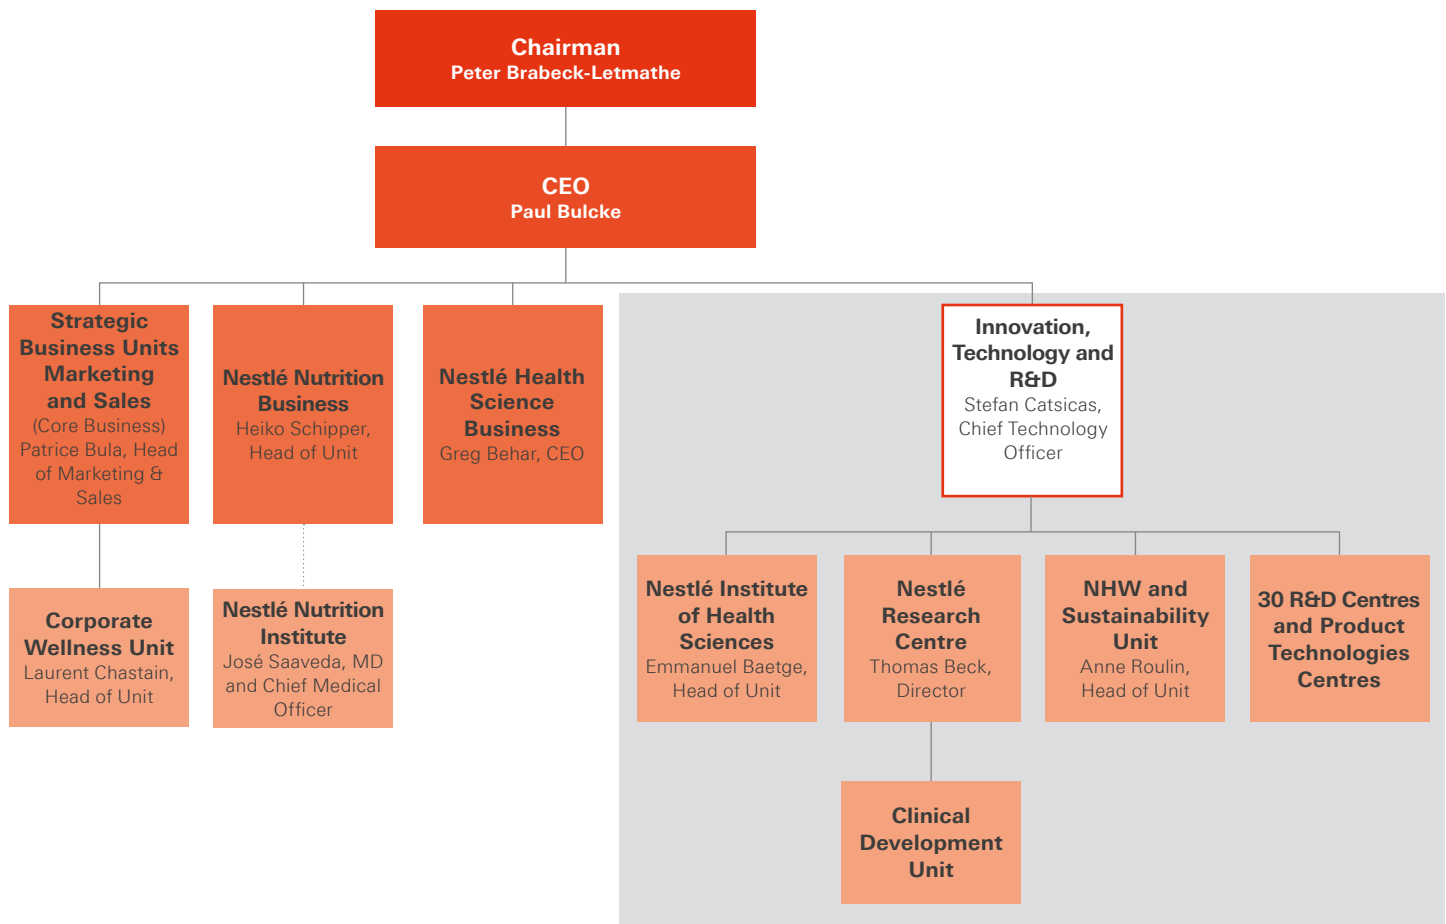 Chairman
Peter Brabeck-Letmathe
CEO
Paul Bulcke
Strategic
Business Units
Marketing
and Sales
(Core Business)
Patrice Bula, Head
of Marketing &
Sales
Nestlé Nutrition
Business
Heiko Schipper,
Head of Unit
Nestlé Health
Science
Business
Greg Behar, CEO
Innovation,
Technology and
R&D
Stefan Catsicas,
Chief Technology
Officer
Corporate
Wellness Unit
Laurent Chastain,
Head of Unit
Nestlé Nutrition
Institute
José Saaveda, MD
and Chief Medical
Officer
Nestlé Institute
of Health
Sciences
Emmanuel Baetge,
Head of Unit
Nestlé
Research
Centre
Thomas Beck,
Director
NHW and
Sustainability
Unit
Anne Roulin,
Head of Unit
30 R&D Centres
and Product
Technologies
Centres
Clinical
Development
Unit